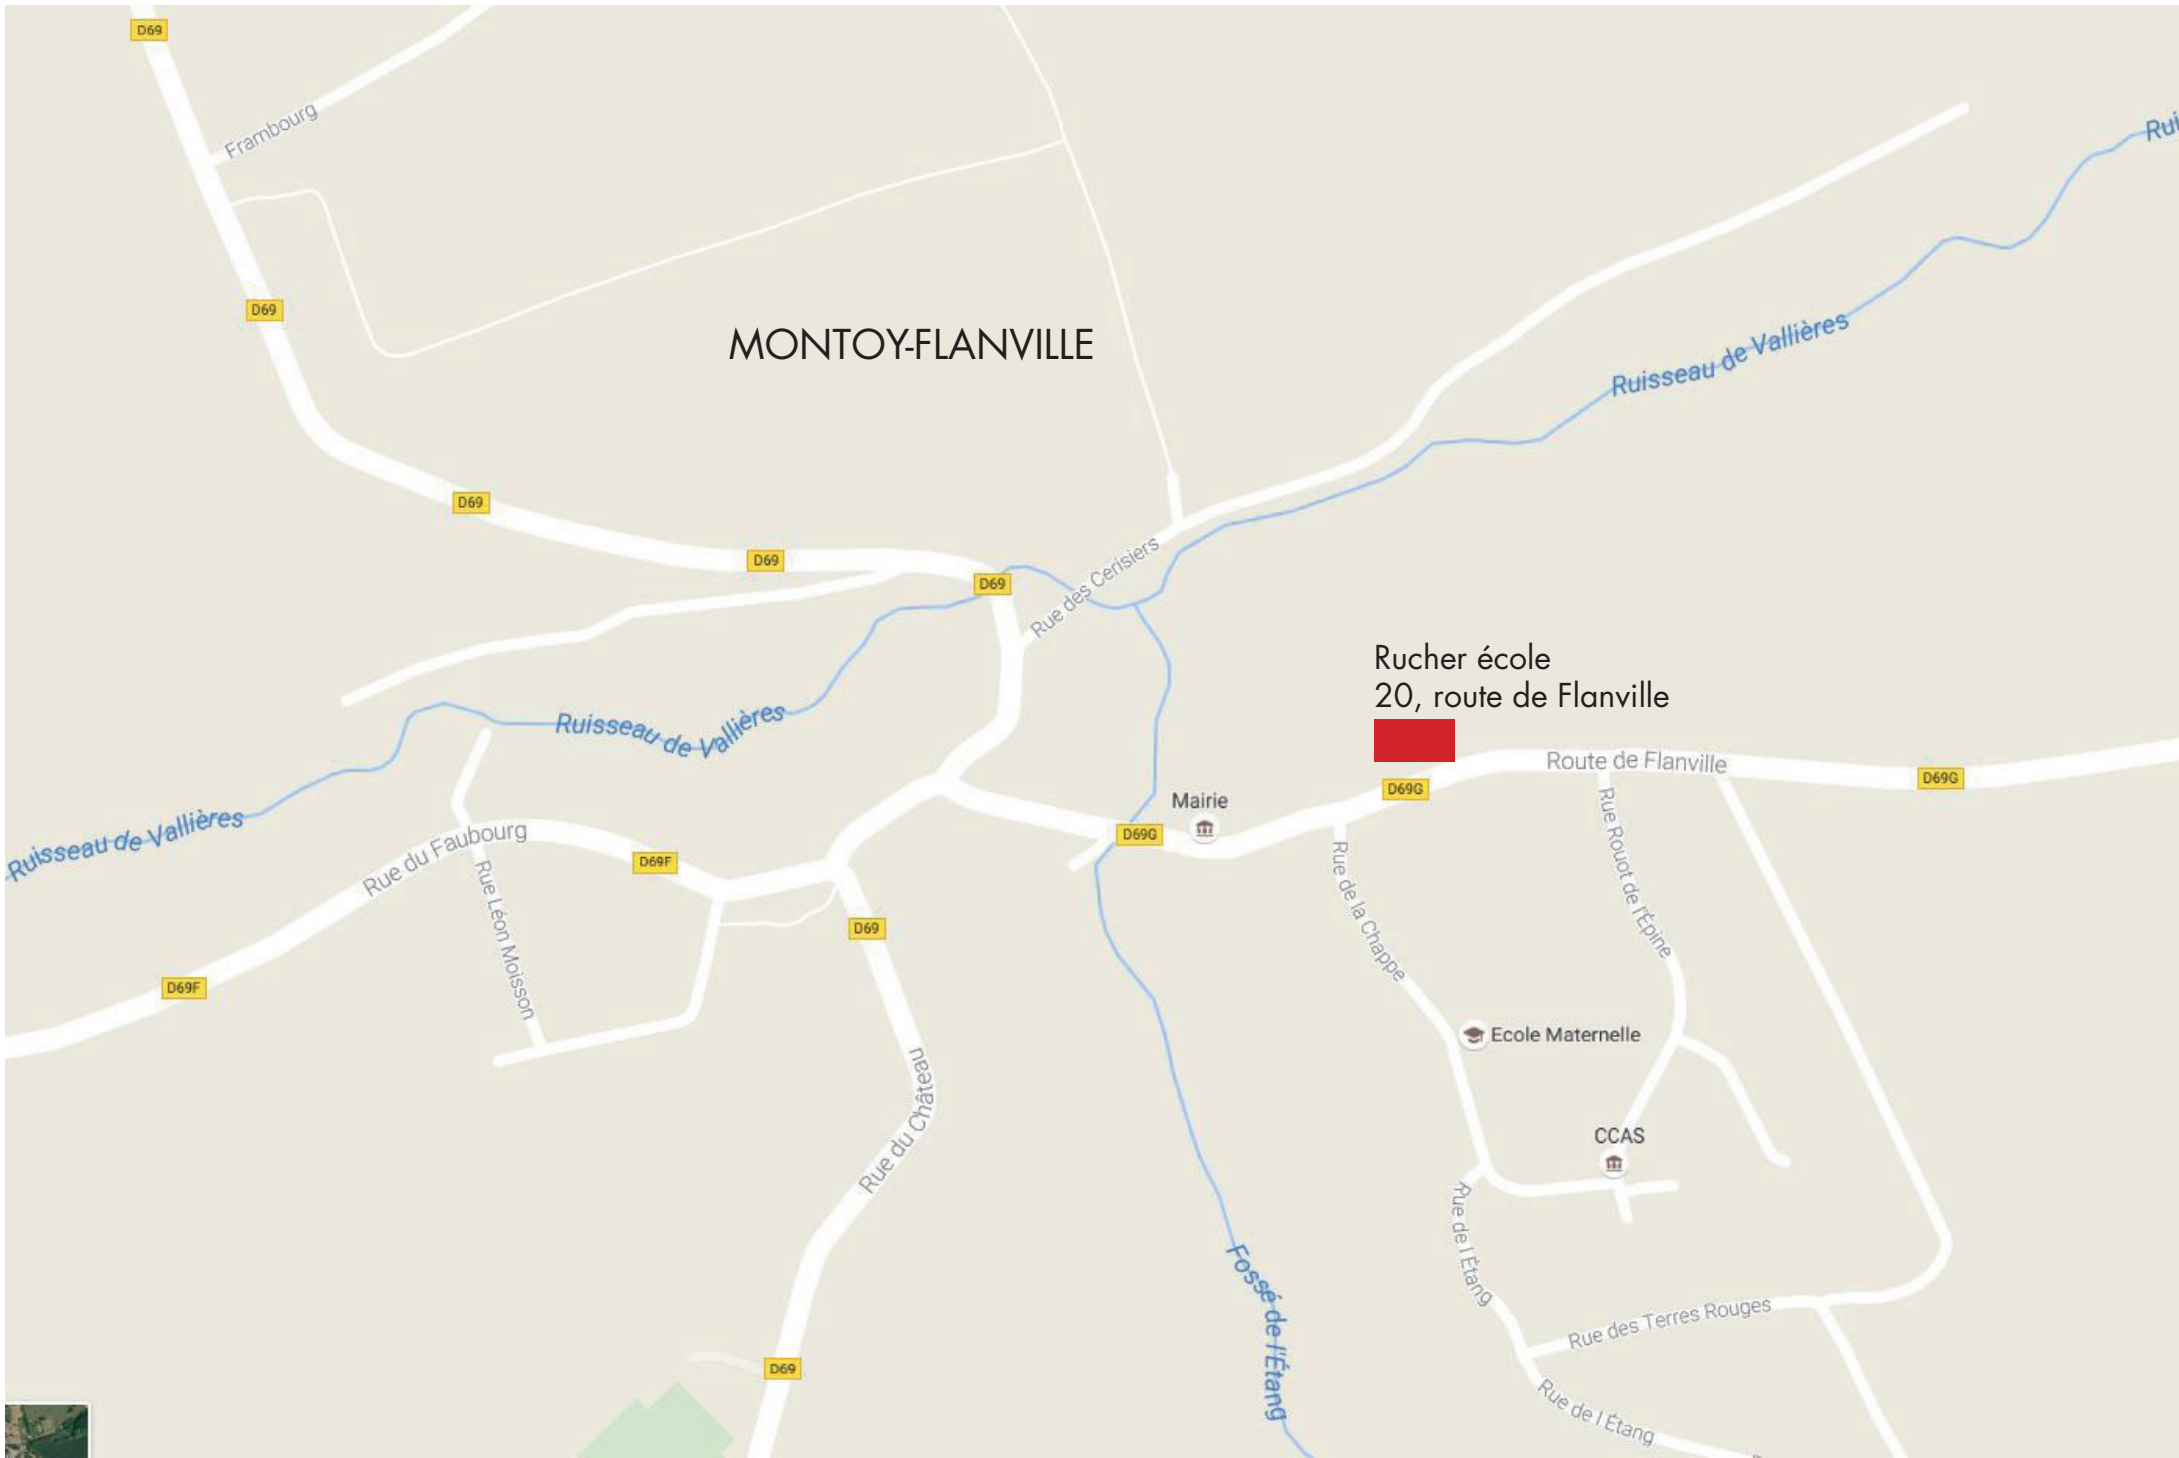 D69
Frambourg
Rui
D69
MONTOY-FLANVILLE
Ruisseau de Vallières
D69
D69
D69
Rue des Cerisiers
Rucher école
20, route de Flanville
Ruisseau de Vallières
Route de Flanville
D69G
D69G
Mairie
D69G
Ruisseau de Vallières
Rue du Faubourg
D69F
Rue Léon Moisson
Rue de la Chappe
Rue Rouot de l'Épine
D69
D69F
Ecole Maternelle
Rue du Château
CCAS
Rue de l Étang
Fossé de l'Étang
Rue des Terres Rouges
D69
Rue de l Étang